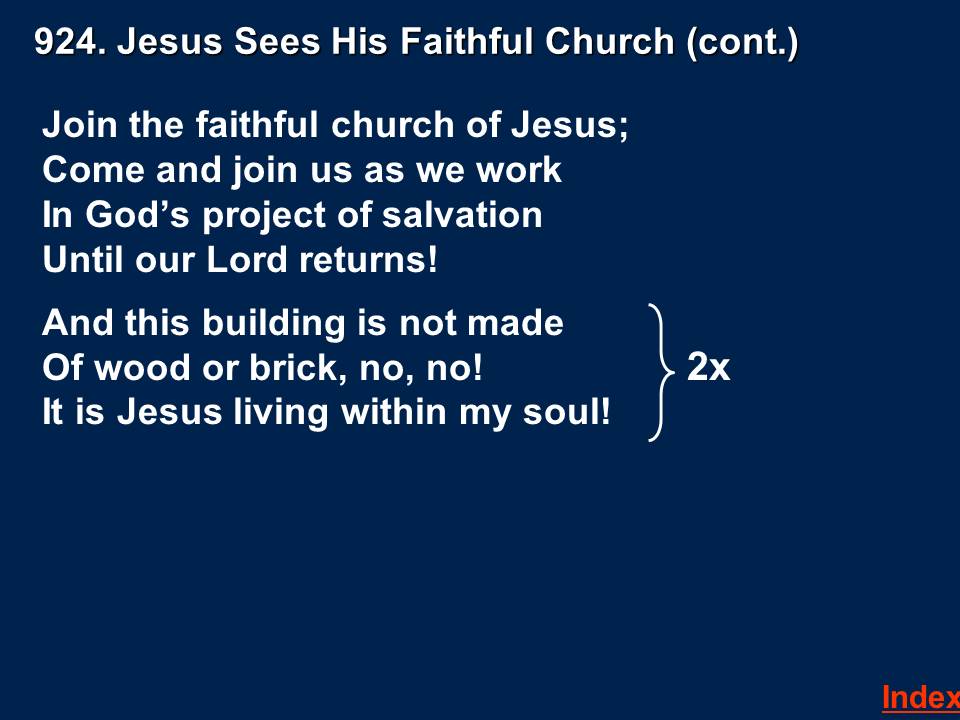 924. Jesus Sees His Faithful Church (cont.)
Join the faithful church of Jesus;
Come and join us as we work
In God’s project of salvation
Until our Lord returns!
And this building is not made
Of wood or brick, no, no!
It is Jesus living within my soul!
2x
Index